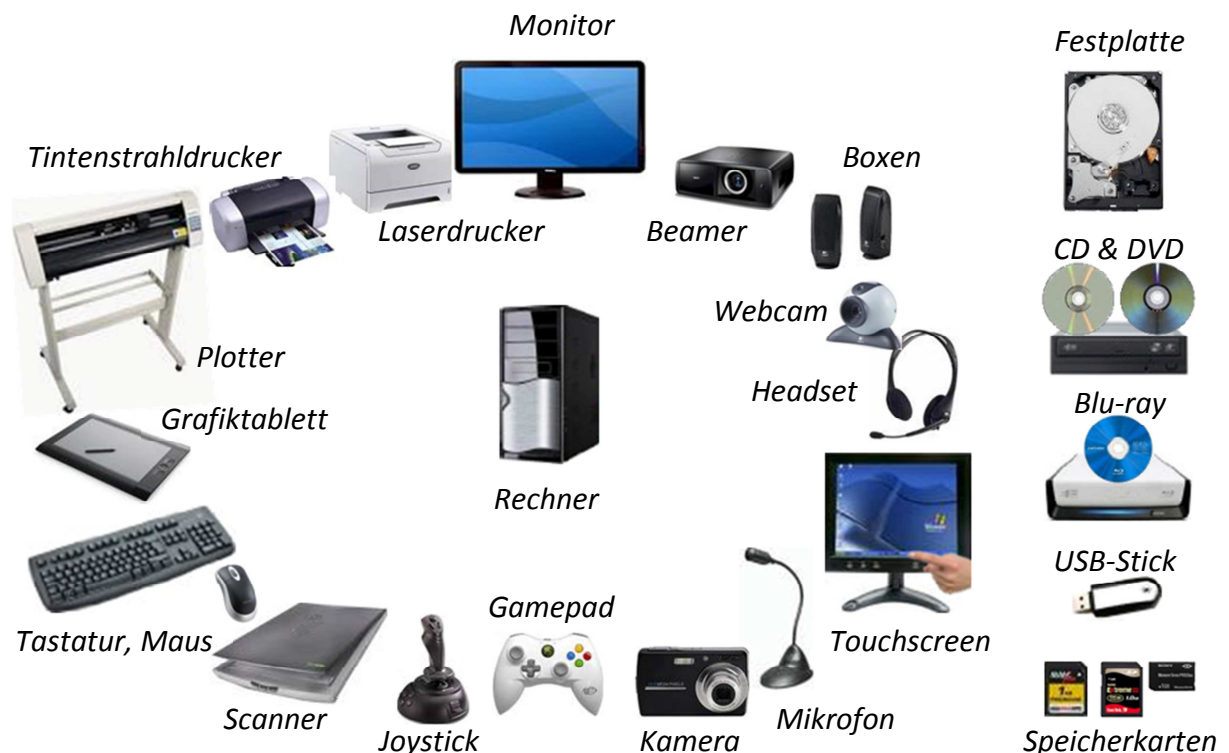 Monitor
Festplatte
Tintenstrahldrucker
Boxen
Laserdrucker
Beamer
CD & DVD
Webcam
Plotter
Headset
Blu-ray
Grafiktablett
Rechner
USB-Stick
Gamepad
Tastatur, Maus
Touchscreen
Scanner
Mikrofon
Joystick
Kamera
Speicherkarten